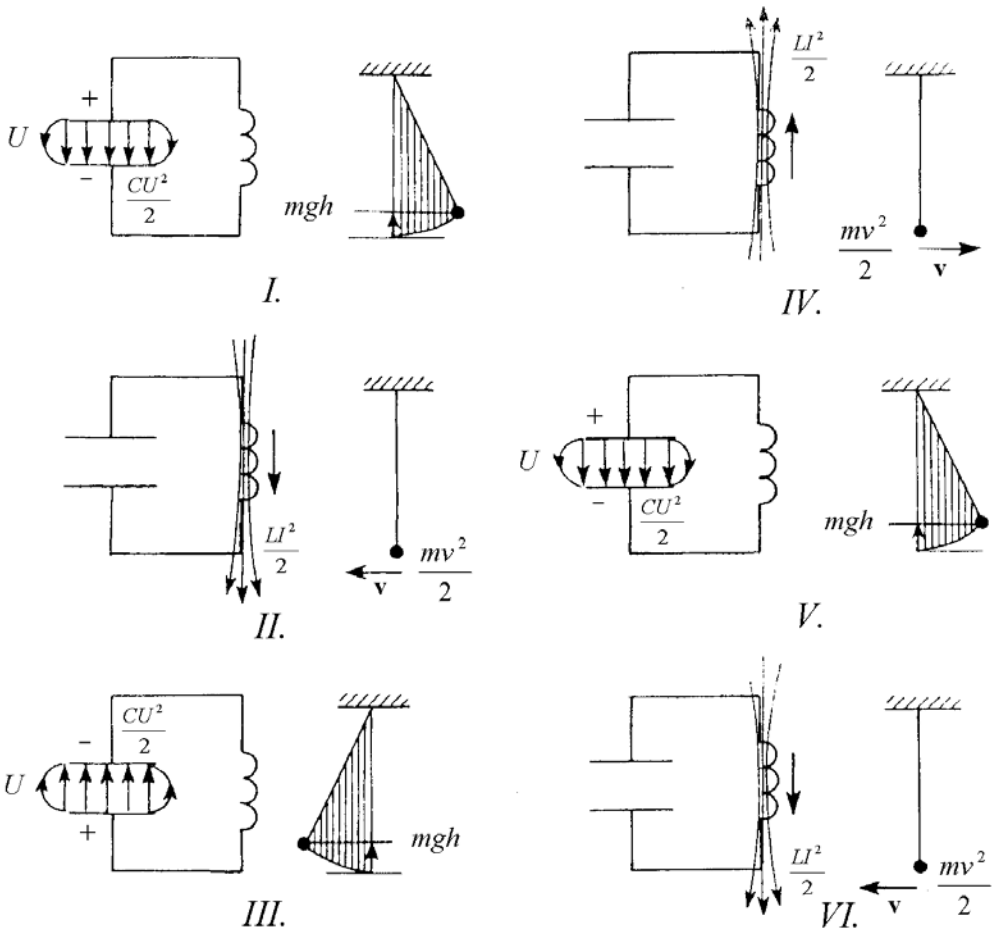 +
U
−
CU²/2
mgh
I.
LI²/2
mv²/2
v
IV.
LI²/2
v
mv²/2
II.
+
U
−
CU²/2
mgh
V.
CU²/2
−
U
+
mgh
III.
LI²/2
v
mv²/2
VI.